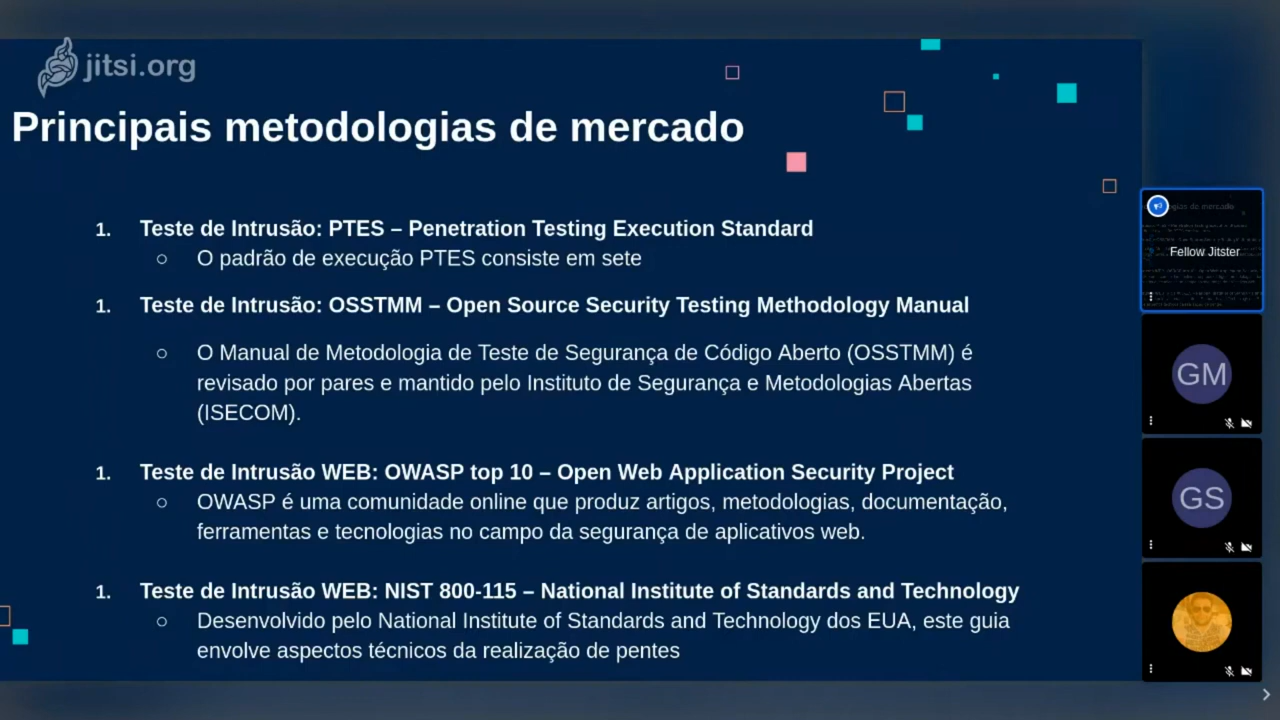 jitsi.org
Principais metodologias de mercado
1. Teste de Intrusão: PTES – Penetration Testing Execution Standard
○ O padrão de execução PTES consiste em sete
1. Teste de Intrusão: OSSTMM – Open Source Security Testing Methodology Manual
○ O Manual de Metodologia de Teste de Segurança de Código Aberto (OSSTMM) é
revisado por pares e mantido pelo Instituto de Segurança e Metodologias Abertas
(ISECOM).
1. Teste de Intrusão WEB: OWASP top 10 – Open Web Application Security Project
○ OWASP é uma comunidade online que produz artigos, metodologias, documentação,
ferramentas e tecnologias no campo da segurança de aplicativos web.
1. Teste de Intrusão WEB: NIST 800-115 – National Institute of Standards and Technology
○ Desenvolvido pelo National Institute of Standards and Technology dos EUA, este guia
envolve aspectos técnicos da realização de pentes
Fellow Jitster
GM
GS